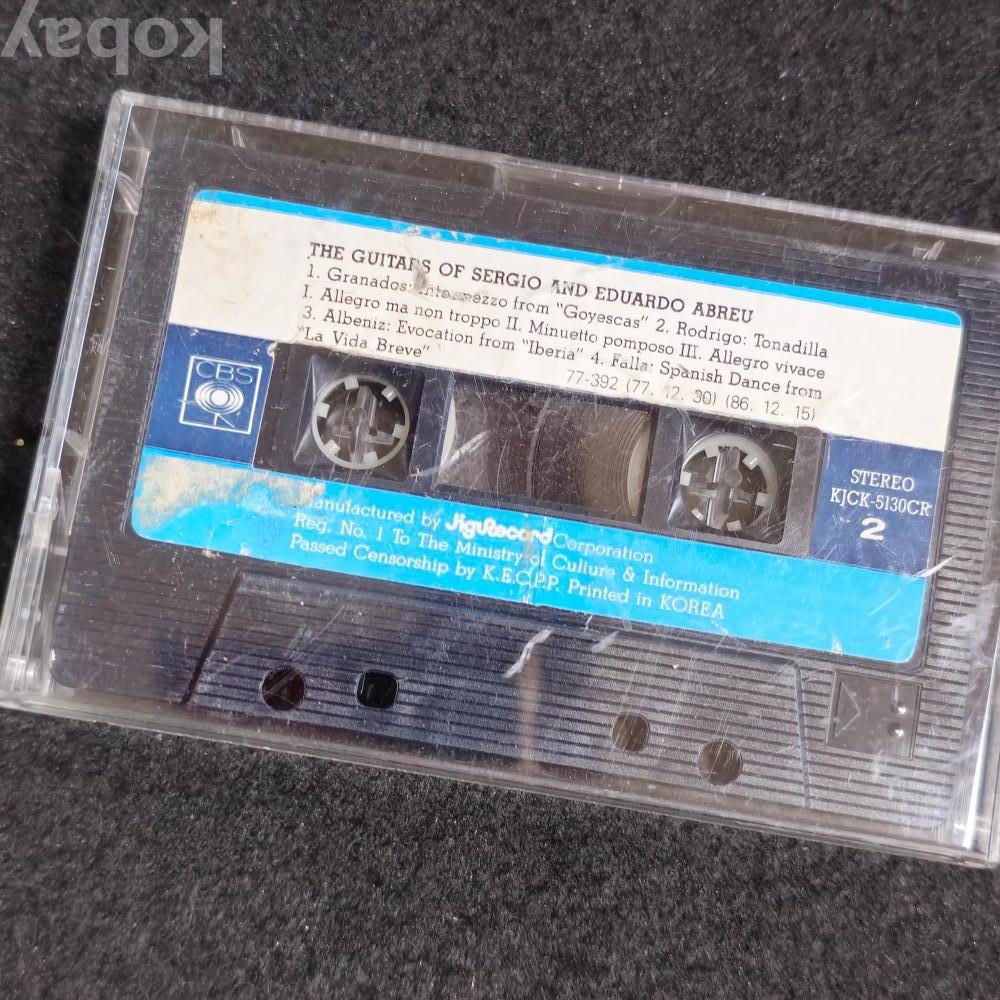 kobay
THE GUITARS OF SERGIO AND EDUARDO ABREU
1. Granados: Intermezzo from "Goyescas" 2. Rodrigo: Tonadilla
I. Allegro ma non troppo II. Minuetto pomposo III. Allegro vivace
3. Albeniz: Evocation from "Iberia" 4. Falla: Spanish Dance from
"La Vida Breve"
77-392 (77. 12. 30) (86. 12. 15)
CBS
STEREO
KJCK-5130CR
2
Manufactured by JiguRecord Corporation
Reg. No. 1 To The Ministry of Culture & Information
Passed Censorship by K.E.C.P.P. Printed in KOREA